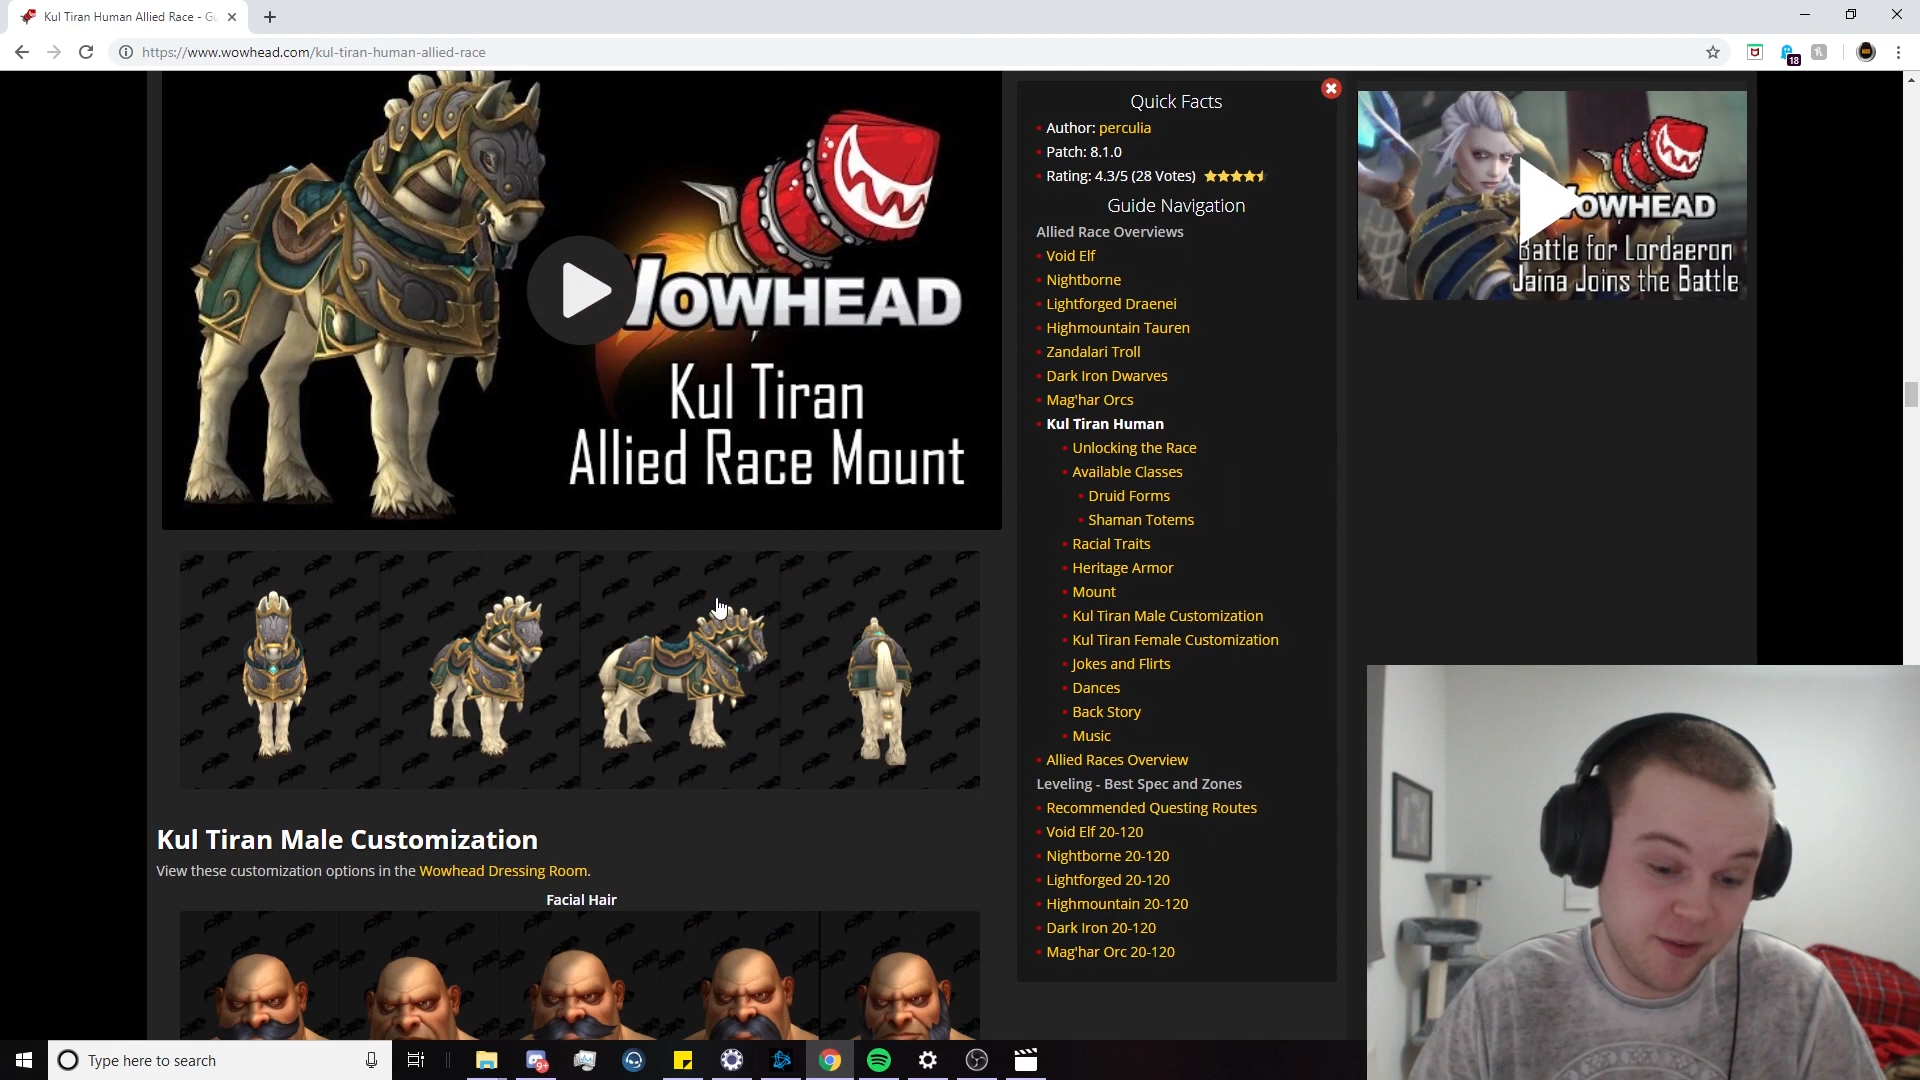 Kul Tiran Human Allied Race - Gu
https://www.wowhead.com/kul-tiran-human-allied-race
18
WOWHEAD
Kul Tiran
Allied Race Mount
Kul Tiran Male Customization
View these customization options in the Wowhead Dressing Room.
Facial Hair
Quick Facts
Author: perculia
Patch: 8.1.0
Rating: 4.3/5 (28 Votes)
Guide Navigation
Allied Race Overviews
Void Elf
Nightborne
Lightforged Draenei
Highmountain Tauren
Zandalari Troll
Dark Iron Dwarves
Mag'har Orcs
Kul Tiran Human
Unlocking the Race
Available Classes
Druid Forms
Shaman Totems
Racial Traits
Heritage Armor
Mount
Kul Tiran Male Customization
Kul Tiran Female Customization
Jokes and Flirts
Dances
Back Story
Music
Allied Races Overview
Leveling - Best Spec and Zones
Recommended Questing Routes
Void Elf 20-120
Nightborne 20-120
Lightforged 20-120
Highmountain 20-120
Dark Iron 20-120
Mag'har Orc 20-120
WOWHEAD
Battle for Lordaeron
Jaina Joins the Battle
Type here to search
9+